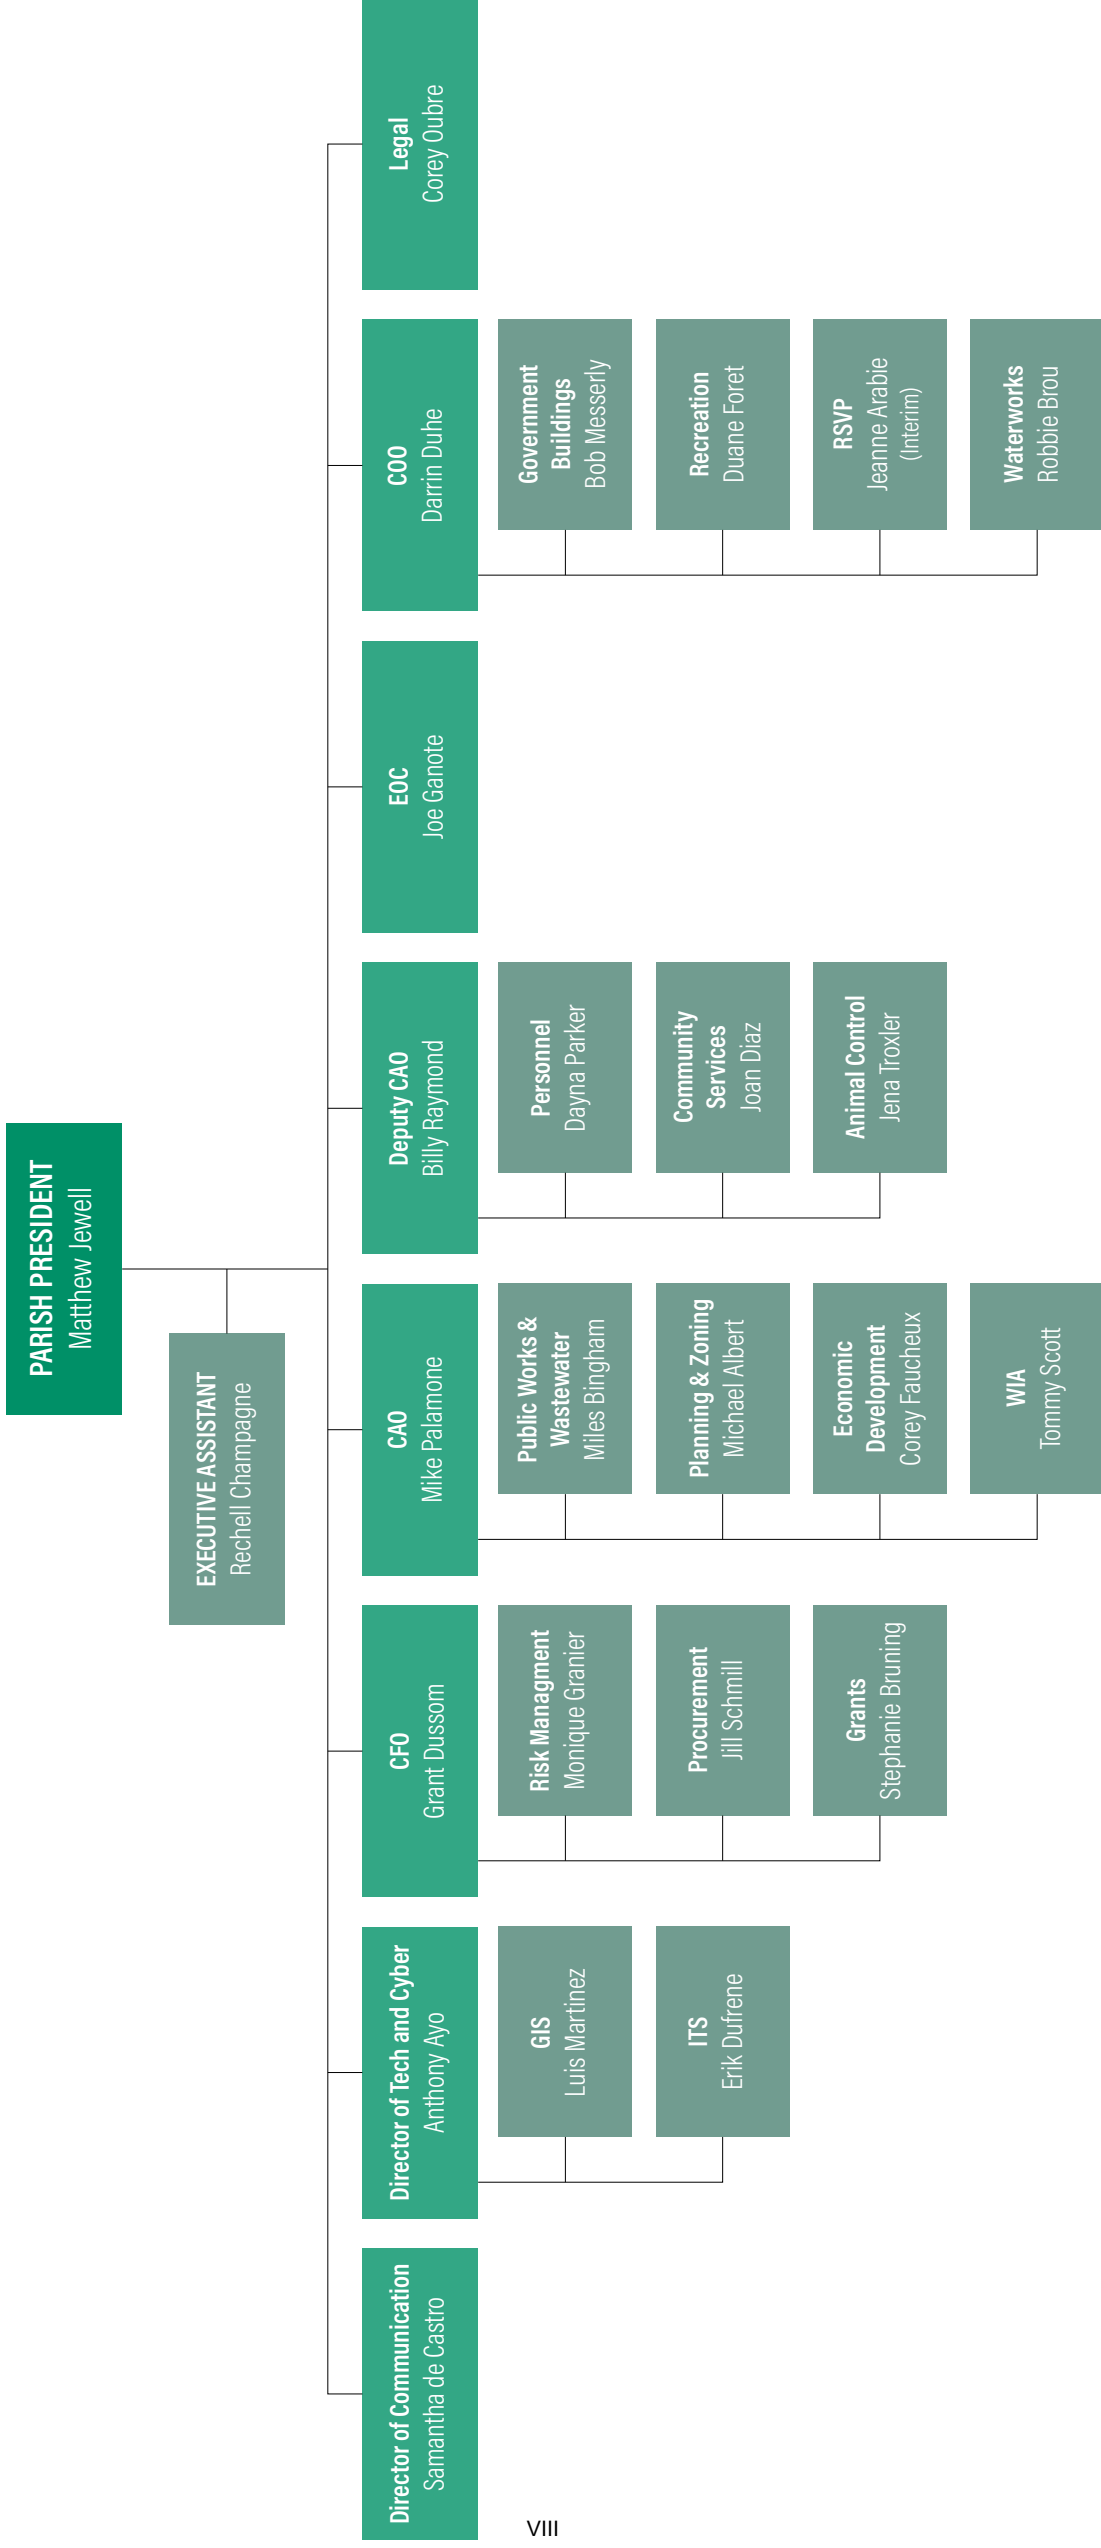 PARISH PRESIDENT
Matthew Jewell
EXECUTIVE ASSISTANT
Rechell Champagne
Director of Communication
Samantha de Castro
Director of Tech and Cyber
Anthony Ayo
GIS
Luis Martinez
ITS
Erik Dufrene
CFO
Grant Dussom
Risk Managment
Monique Granier
Procurement
Jill Schmill
Grants
Stephanie Bruning
CAO
Mike Palamone
Public Works &
Wastewater
Miles Bingham
Planning & Zoning
Michael Albert
Economic
Development
Corey Faucheux
WIA
Tommy Scott
Deputy CAO
Billy Raymond
Personnel
Dayna Parker
Community
Services
Joan Diaz
Animal Control
Jena Troxler
EOC
Joe Ganote
COO
Darrin Duhe
Government
Buildings
Bob Messerly
Recreation
Duane Foret
RSVP
Jeanne Arabie
(Interim)
Waterworks
Robbie Brou
Legal
Corey Oubre
VIII